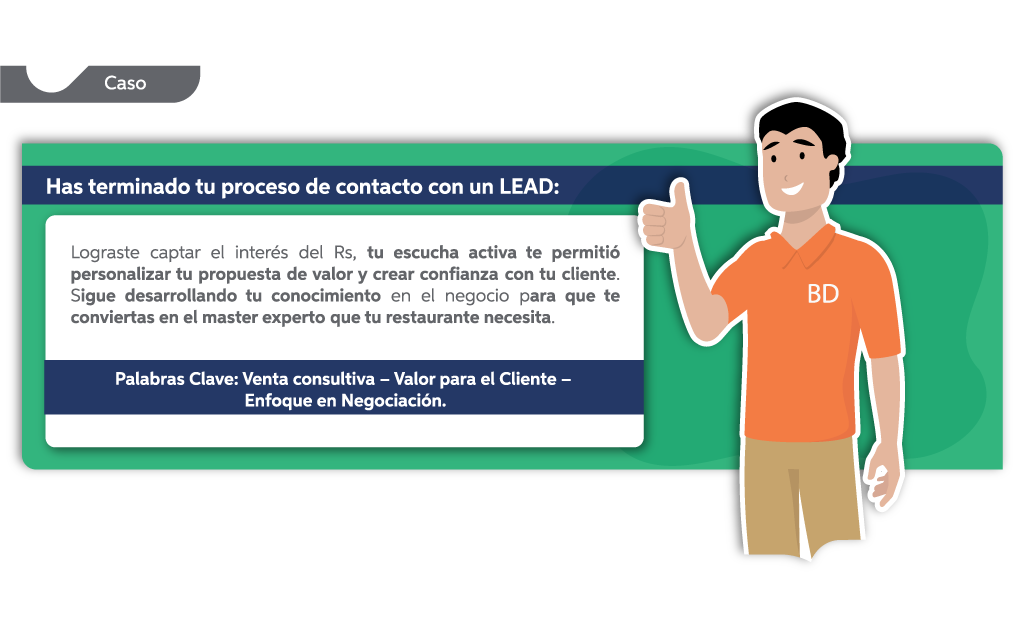 Caso
Has terminado tu proceso de contacto con un LEAD:
Lograste captar el interés del Rs, tu escucha activa te permitió
personalizar tu propuesta de valor y crear confianza con tu cliente.
Sigue desarrollando tu conocimiento en el negocio para que te
conviertas en el master experto que tu restaurante necesita.
BD
Palabras Clave: Venta consultiva – Valor para el Cliente –
Enfoque en Negociación.